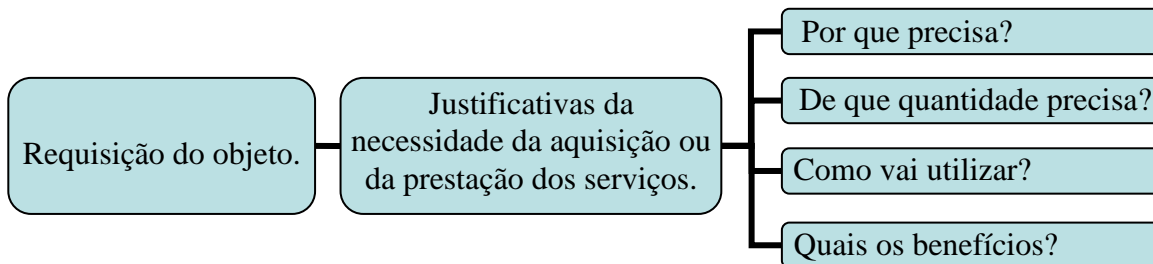 Requisição do objeto.
Justificativas da
necessidade da aquisição ou
da prestação dos serviços.
Por que precisa?
De que quantidade precisa?
Como vai utilizar?
Quais os benefícios?